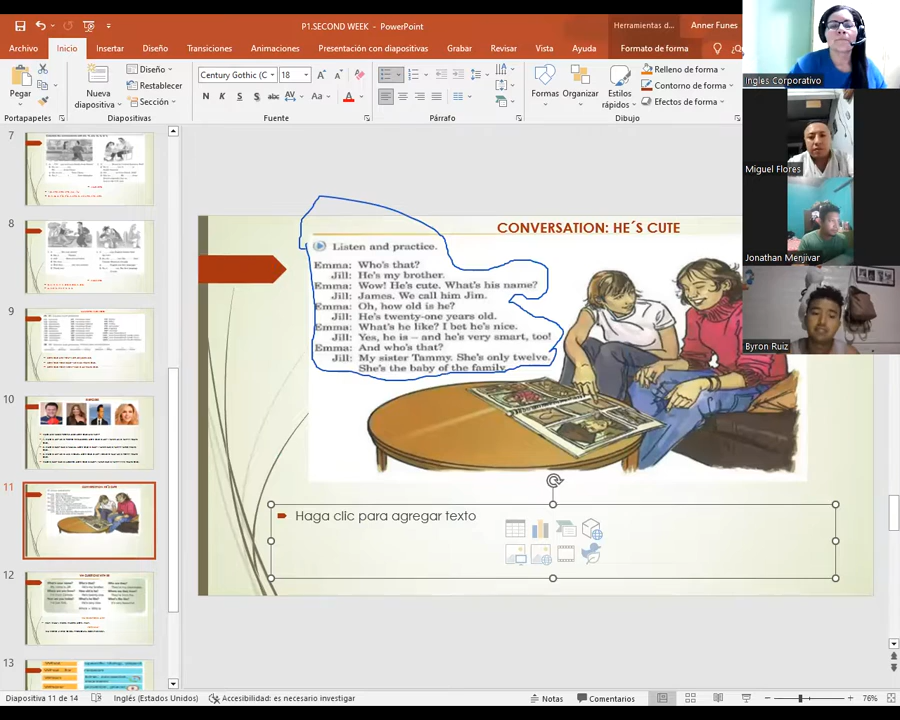 P1.SECOND WEEK - PowerPoint
Herramientas d...
Anner Funes
Archivo
Inicio
Insertar
Diseño
Transiciones
Animaciones
Presentación con diapositivas
Grabar
Revisar
Vista
Ayuda
Formato de forma
Pegar
Nueva
diapositiva
Diseño
Restablecer
Sección
Century Gothic (C
18
Formas
Organizar
Estilos
rápidos
Relleno de forma
Contorno de forma
Efectos de forma
Portapapeles
Diapositivas
Fuente
Párrafo
Dibujo
Ingles Corporativo
Miguel Flores
Jonathan Menjivar
Byron Ruiz
7
8
9
10
11
12
13
CONVERSATION: HE´S CUTE
Listen and practice.
Emma: Who's that?
Jill: He's my brother.
Emma: Wow! He's cute. What's his name?
Jill: James. We call him Jim.
Emma: Oh, how old is he?
Jill: He's twenty-one years old.
Emma: What's he like? I bet he's nice.
Jill: Yes, he is – and he's very smart, too!
Emma: And who's that?
Jill: My sister Tammy. She's only twelve.
She's the baby of the family.
Haga clic para agregar texto
Diapositiva 11 de 14
Inglés (Estados Unidos)
Accesibilidad: es necesario investigar
Notas
Comentarios
76%